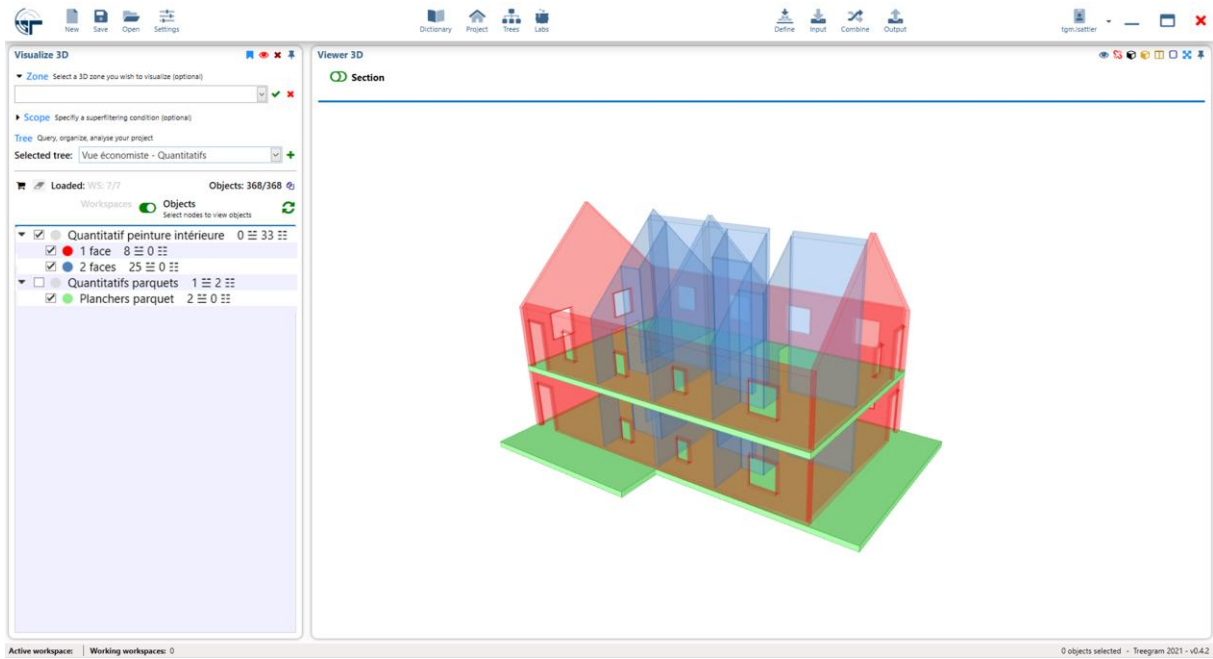 New Save Open Settings Dictionary Project Trees Labs Define Input Combine Output tgm.isattler
Visualize 3D
Zone Select a 3D zone you wish to visualize (optional)
Scope Specify a superfiltering condition (optional)
Tree Query, organize, analyse your project
Selected tree: Vue économiste - Quantitatifs
Loaded: WS: 7/7 Objects: 368/368
Workspaces Objects
Select nodes to view objects
Quantitatif peinture intérieure 0 33
1 face 8 0
2 faces 25 0
Quantitatifs parquets 1 2
Planchers parquet 2 0
Viewer 3D
Section
Active workspace: Working workspaces: 0 0 objects selected - Treegram 2021 - v0.4.2